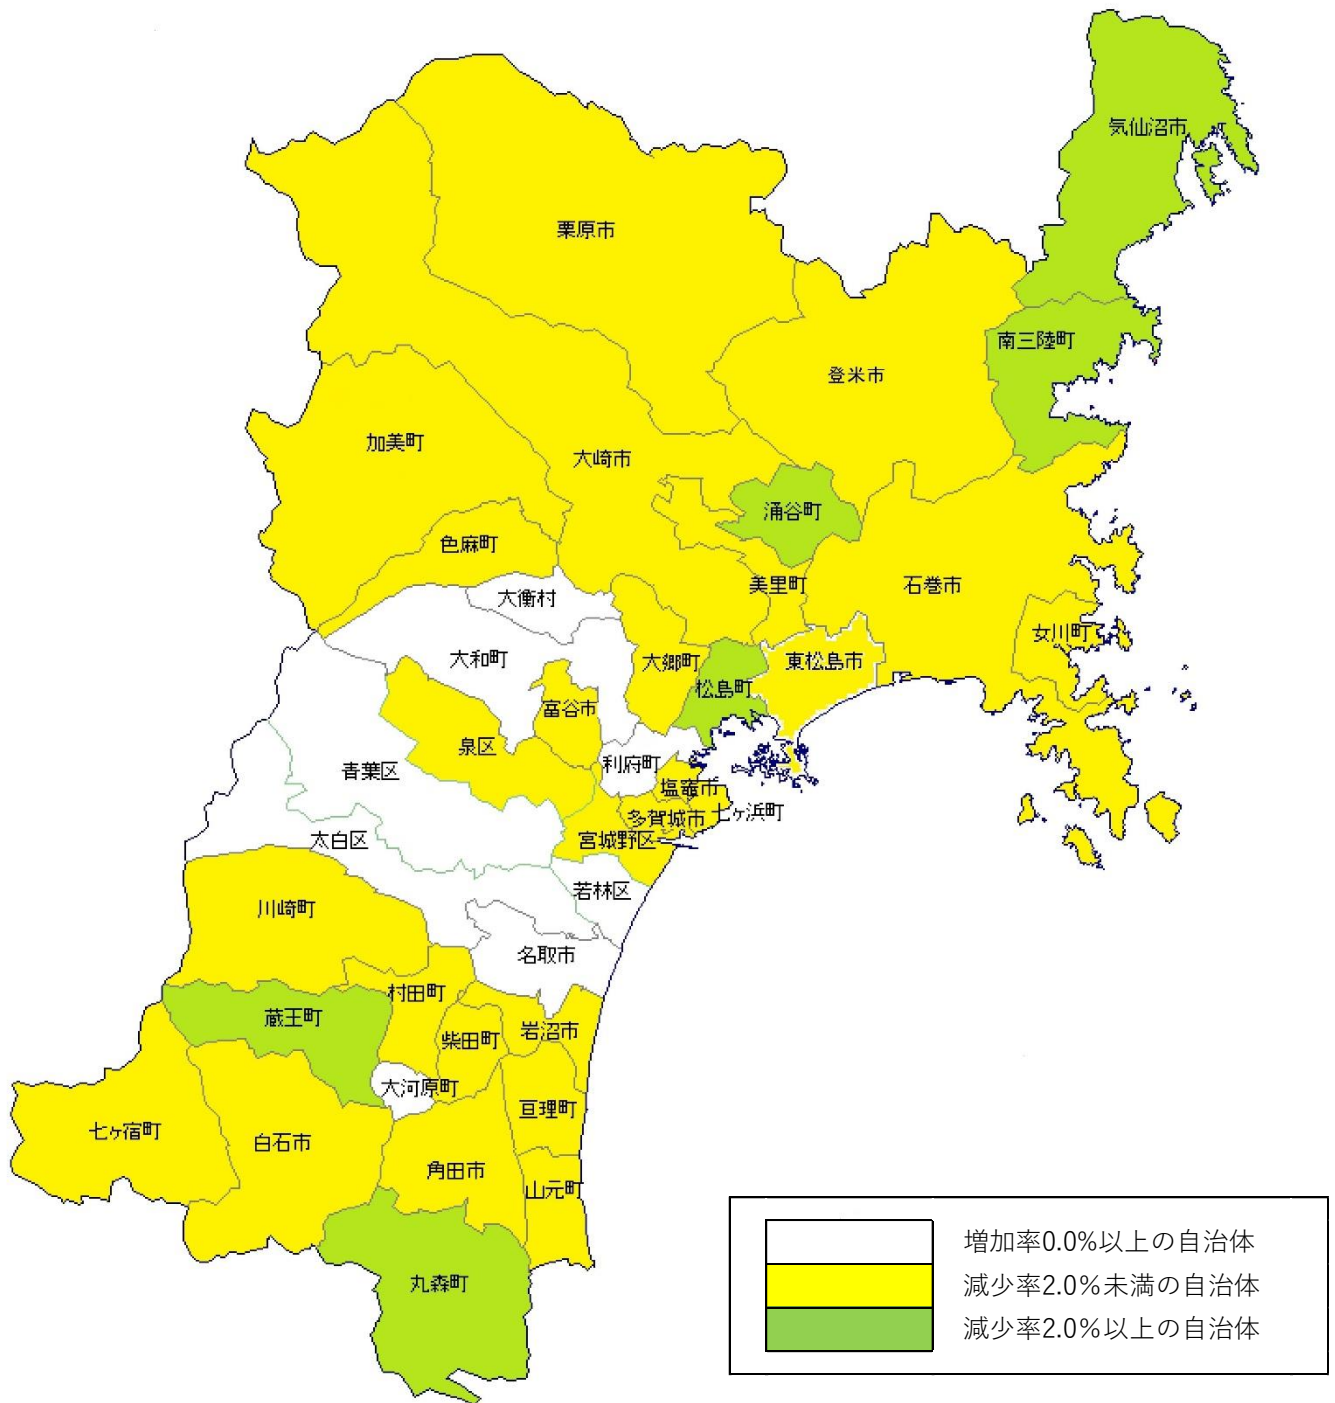 気仙沼市
栗原市
南三陸町
登米市
加美町
大崎市
涌谷町
色麻町
美里町
石巻市
大衡村
女川町
大和町
大郷町
東松島市
松島町
富谷市
泉区
利府町
青葉区
塩竈市
七ヶ浜町
多賀城市
太白区
宮城野区
若林区
川崎町
名取市
村田町
蔵王町
岩沼市
柴田町
大河原町
亘理町
七ヶ宿町
白石市
角田市
山元町
丸森町
増加率0.0%以上の自治体
減少率2.0%未満の自治体
減少率2.0%以上の自治体